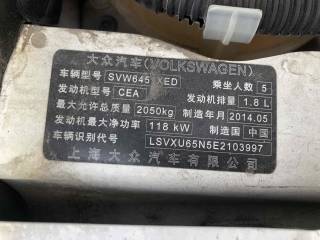 大众汽车(VOLKSWAGEN)
车辆型号 SVW645 XED 乘坐人数 5
发动机型号 CEA 发动机排量 1.8 L
最大允许总质量 2050kg 制造年月 2014.05
发动机最大净功率 118 kW 制造国 中国
车辆识别代号 LSVXU65N5E2103997
上海大众汽车有限公司